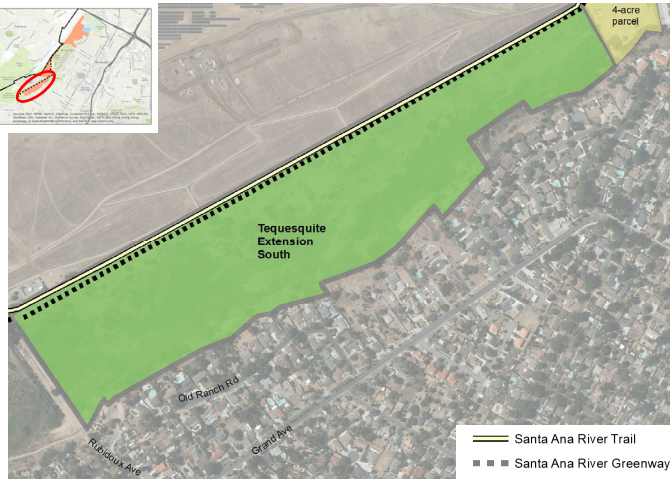 4-acre
parcel
Tequesquite
Extension
South
Old Ranch Rd
Grand Ave
Rubidoux Ave
Santa Ana River Trail
Santa Ana River Greenway